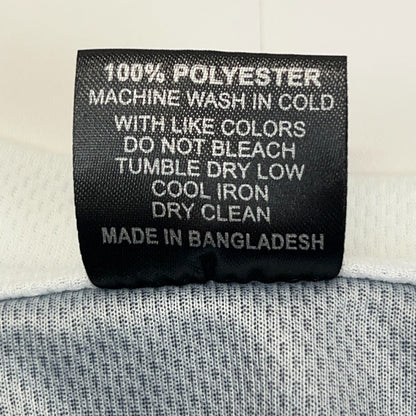 100% POLYESTER
MACHINE WASH IN COLD
WITH LIKE COLORS
DO NOT BLEACH
TUMBLE DRY LOW
COOL IRON
DRY CLEAN
MADE IN BANGLADESH